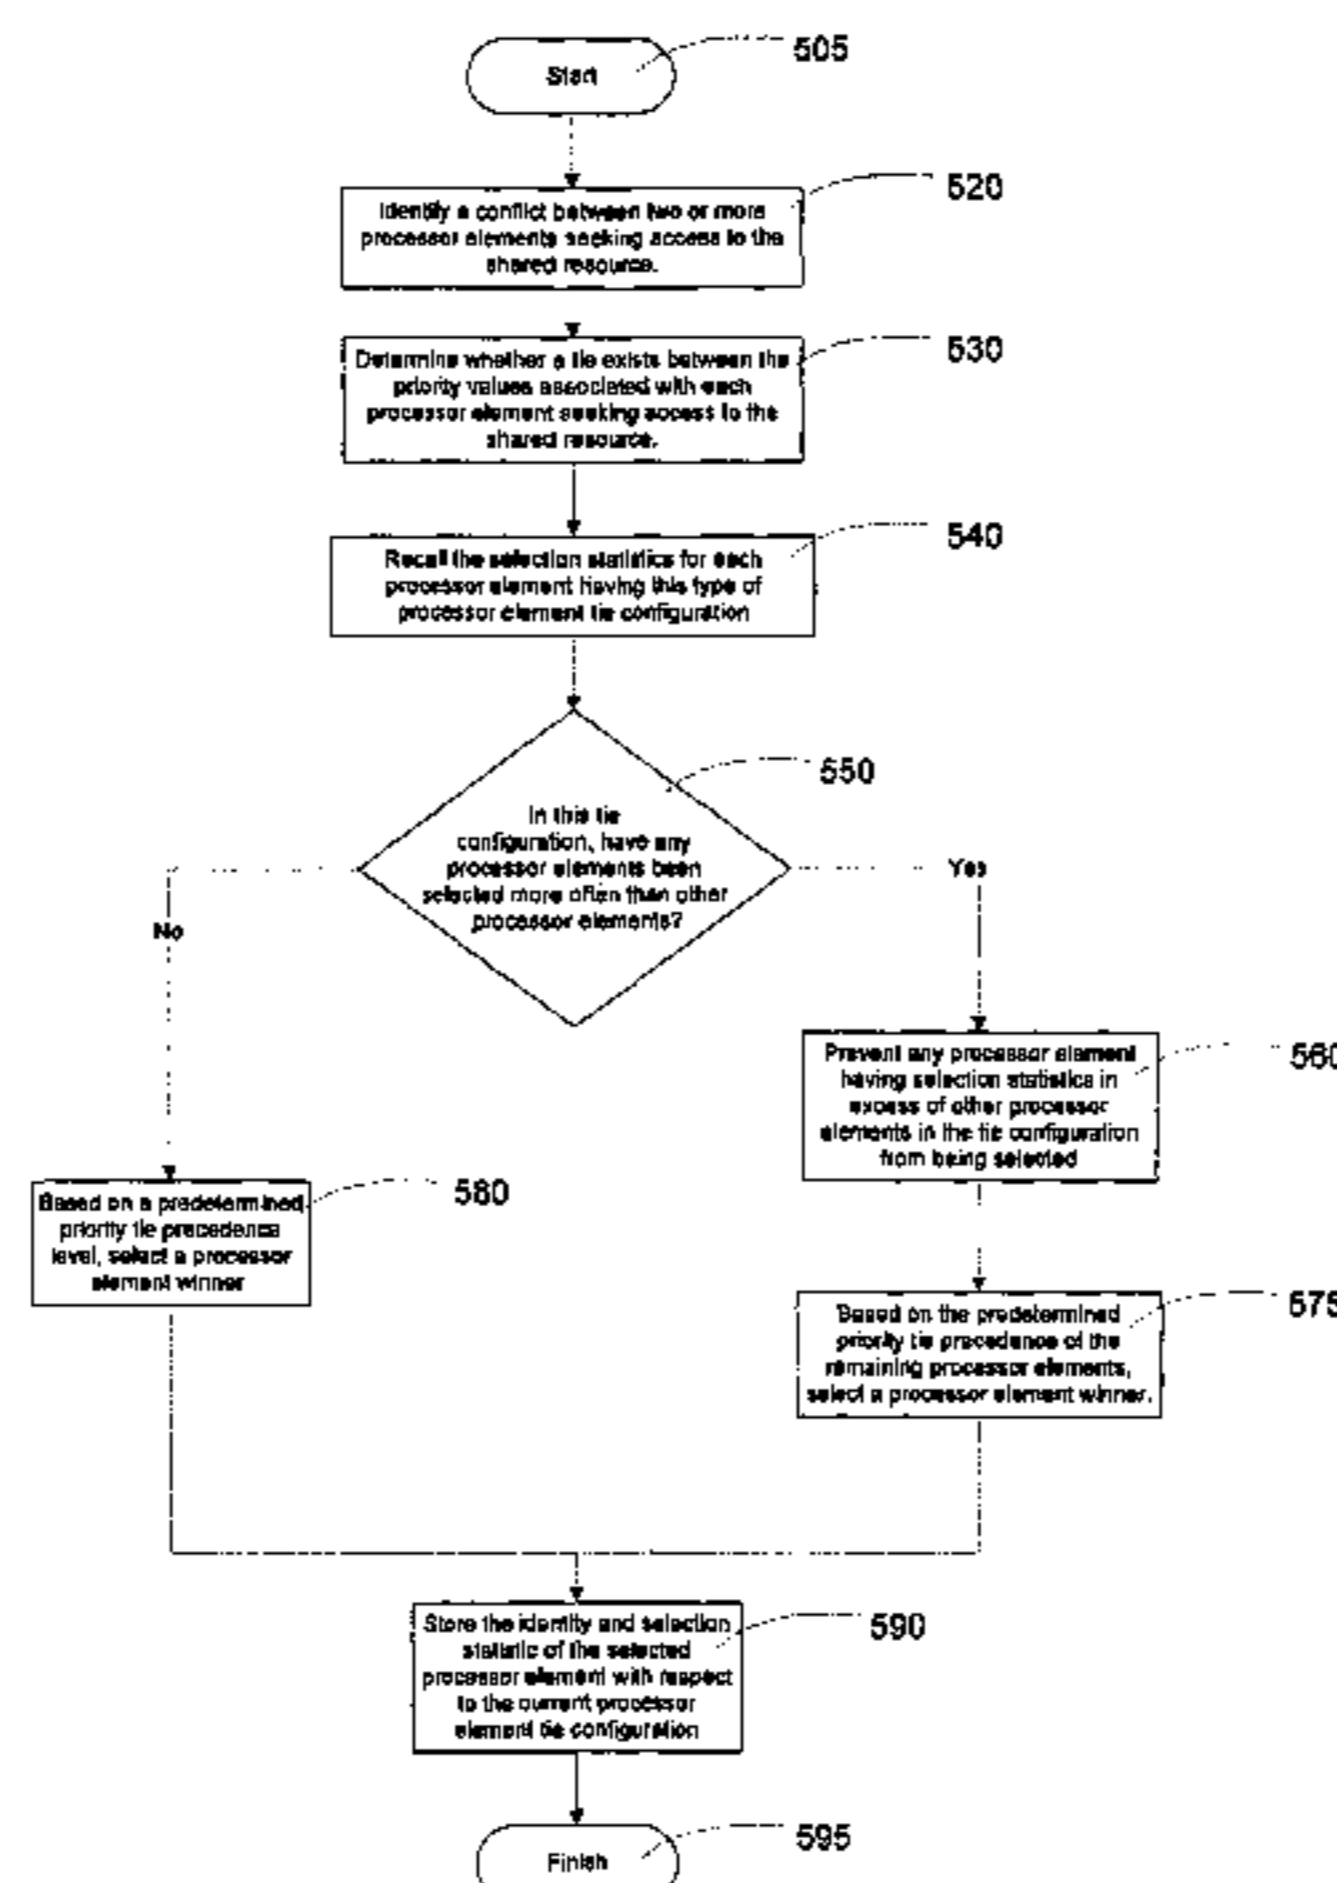 Start
505
Identify a conflict between two or more
processor elements seeking access to the
shared resource.
520
Determine whether a tie exists between the
priority values associated with each
processor element seeking access to the
shared resource.
530
Recall the selection statistics for each
processor element having this type of
processor element tie configuration
540
In this tie
configuration, have any
processor elements been
selected more often than other
processor elements?
550
No
Yes
Prevent any processor element
having selection statistics in
excess of other processor
elements in the tie configuration
from being selected
560
Based on a predetermined
priority tie precedence
level, select a processor
element winner
580
Based on the predetermined
priority tie precedence of the
remaining processor elements,
select a processor element winner.
575
Store the identity and selection
statistic of the selected
processor element with respect
to the current processor
element tie configuration
590
Finish
595